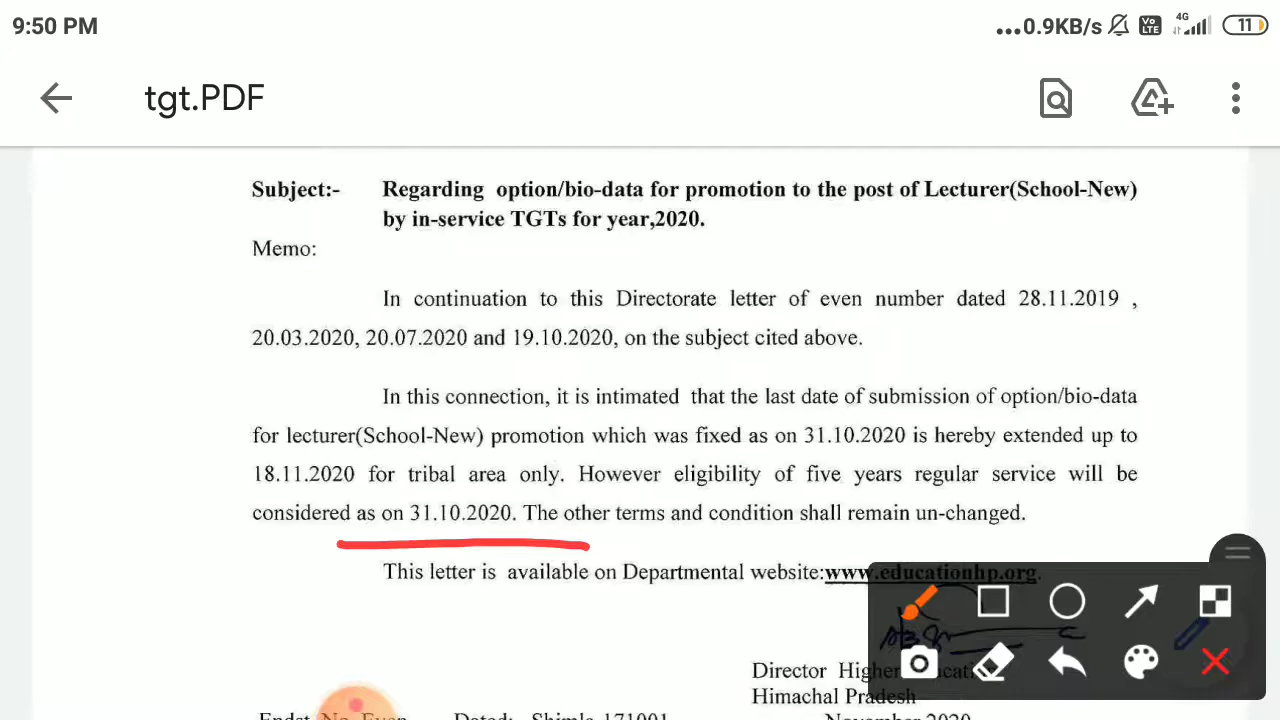 9:50 PM
...0.9KB/s Vo LTE 4G 11
tgt.PDF
Subject:- Regarding option/bio-data for promotion to the post of Lecturer(School-New)
by in-service TGTs for year,2020.
Memo:
In continuation to this Directorate letter of even number dated 28.11.2019 ,
20.03.2020, 20.07.2020 and 19.10.2020, on the subject cited above.
In this connection, it is intimated that the last date of submission of option/bio-data
for lecturer(School-New) promotion which was fixed as on 31.10.2020 is hereby extended up to
18.11.2020 for tribal area only. However eligibility of five years regular service will be
considered as on 31.10.2020. The other terms and condition shall remain un-changed.
This letter is available on Departmental website:www.educationhp.org.
Director Higher Education
Himachal Pradesh
Endst No Even Dated: Shimla-171001 November 2020